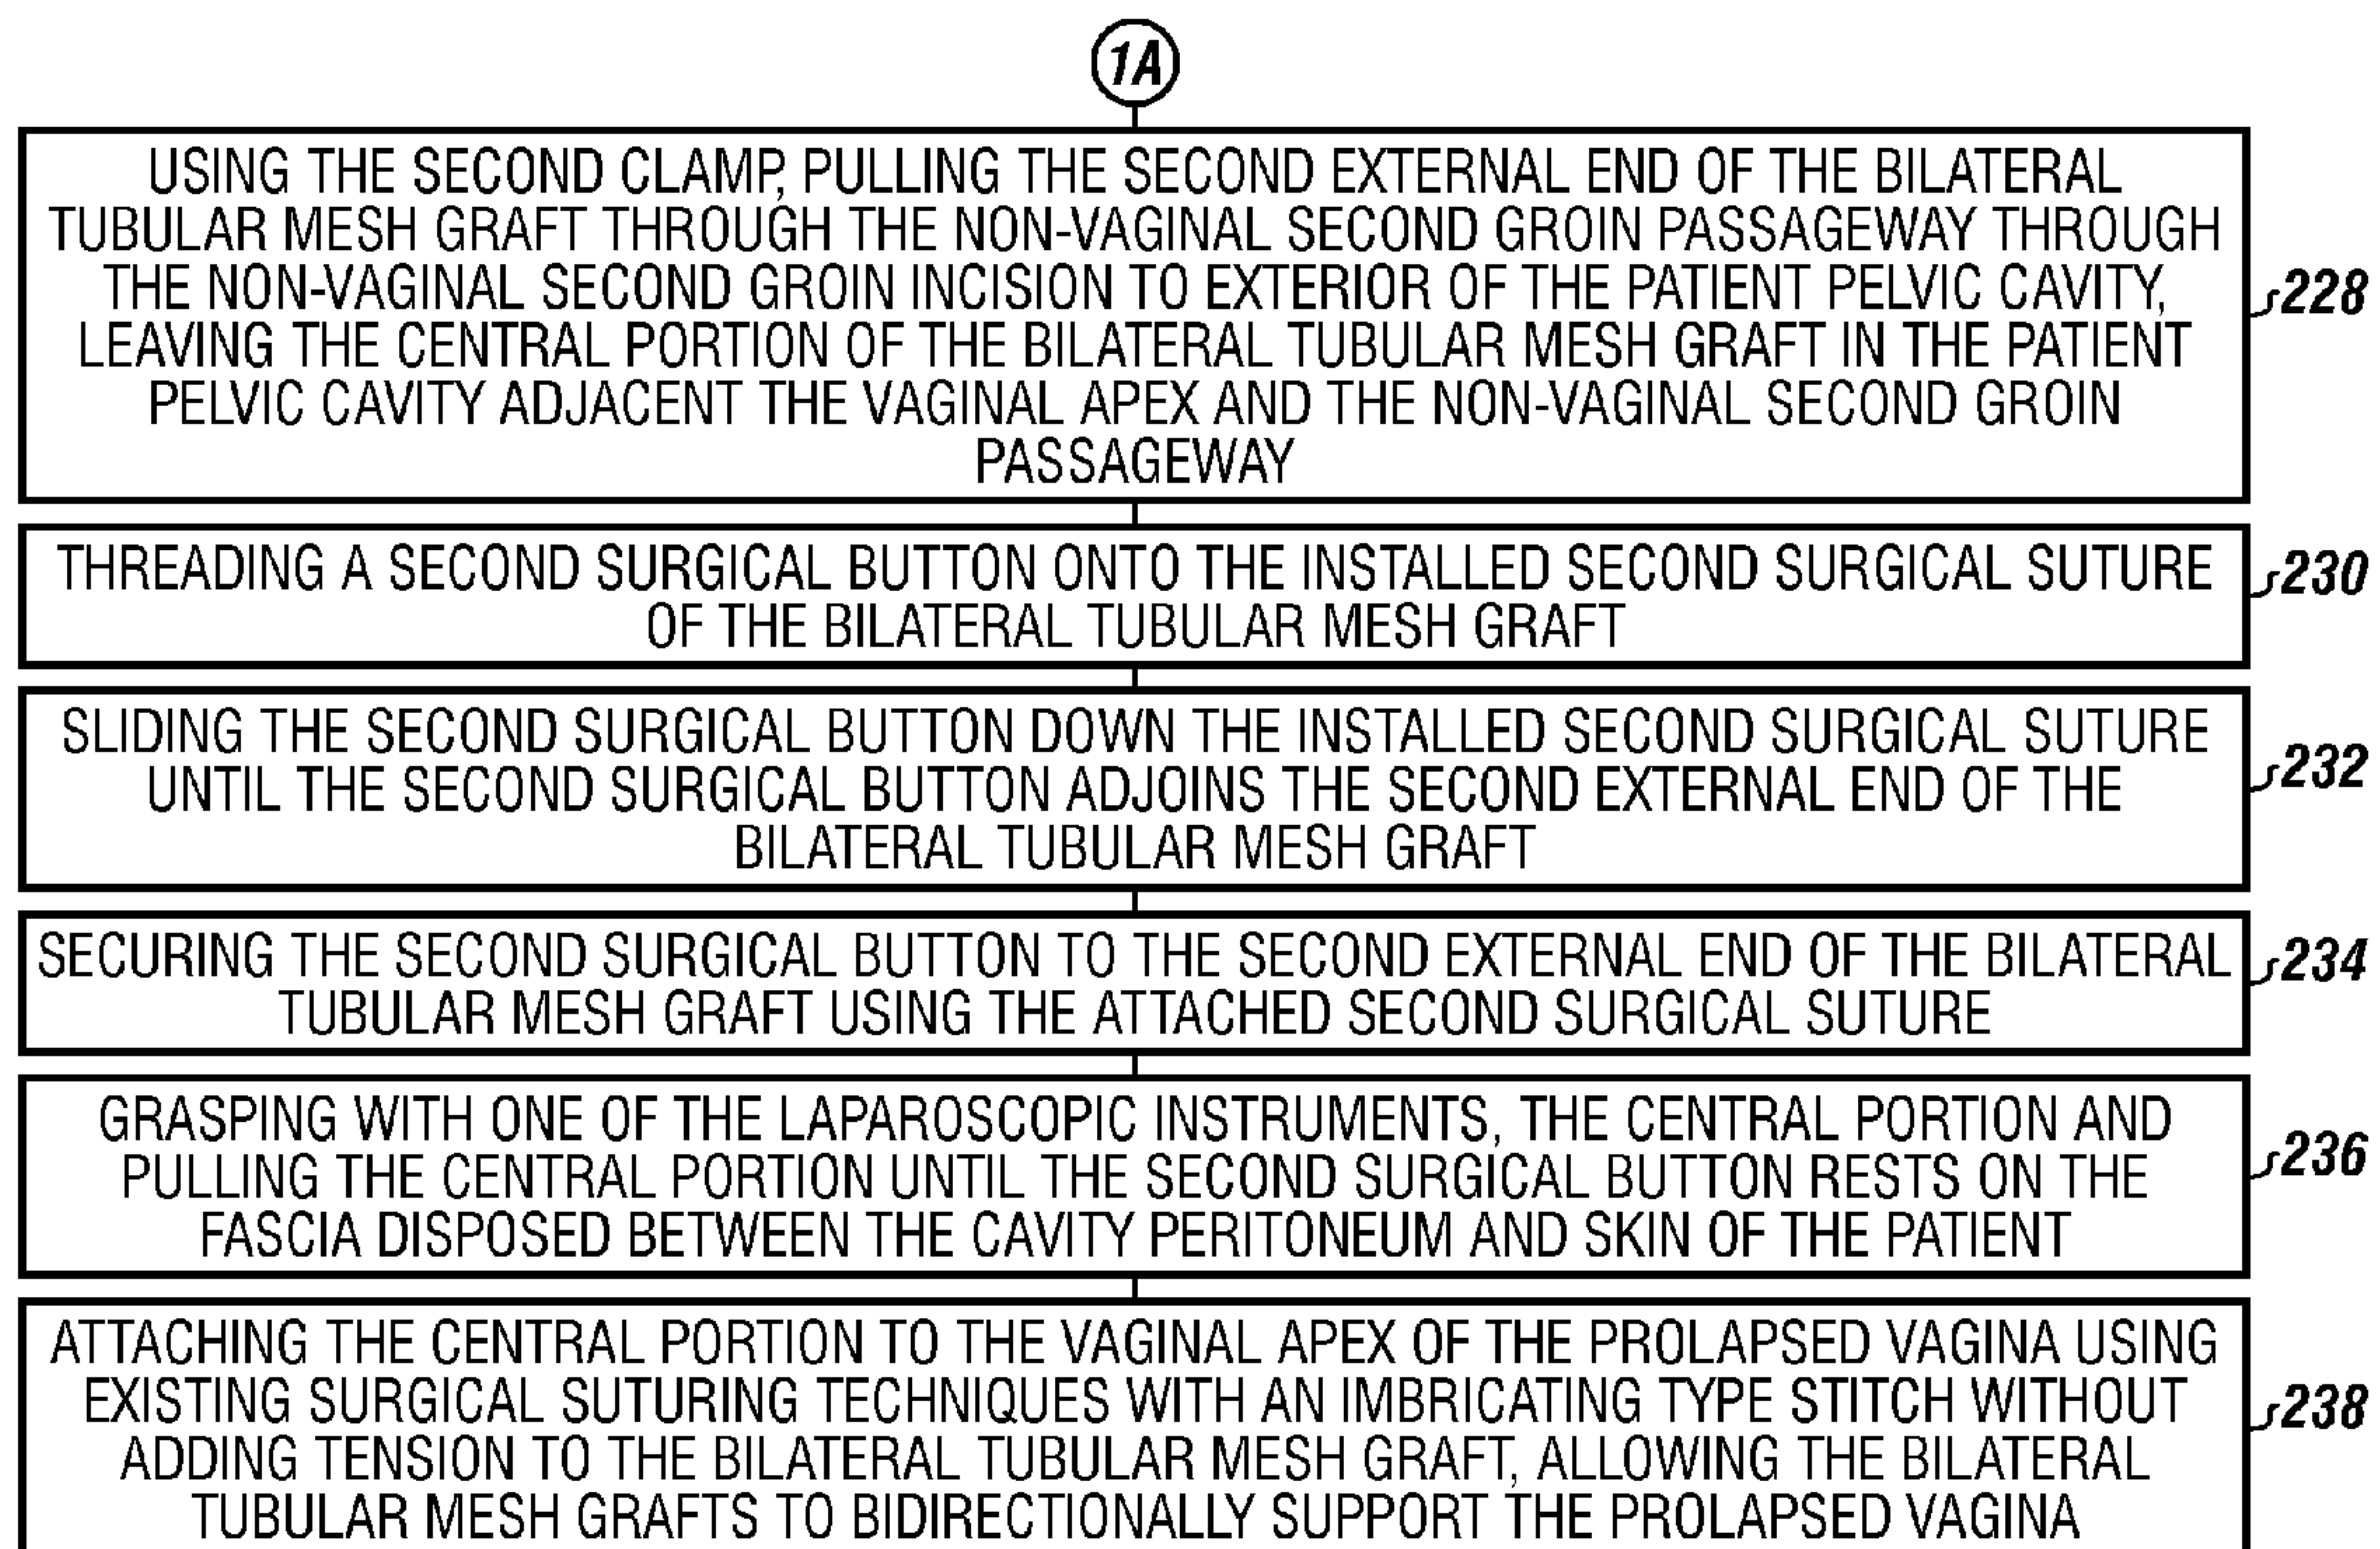 1A
USING THE SECOND CLAMP, PULLING THE SECOND EXTERNAL END OF THE BILATERAL
TUBULAR MESH GRAFT THROUGH THE NON-VAGINAL SECOND GROIN PASSAGEWAY THROUGH
THE NON-VAGINAL SECOND GROIN INCISION TO EXTERIOR OF THE PATIENT PELVIC CAVITY,
LEAVING THE CENTRAL PORTION OF THE BILATERAL TUBULAR MESH GRAFT IN THE PATIENT
PELVIC CAVITY ADJACENT THE VAGINAL APEX AND THE NON-VAGINAL SECOND GROIN
PASSAGEWAY
228
THREADING A SECOND SURGICAL BUTTON ONTO THE INSTALLED SECOND SURGICAL SUTURE
OF THE BILATERAL TUBULAR MESH GRAFT
230
SLIDING THE SECOND SURGICAL BUTTON DOWN THE INSTALLED SECOND SURGICAL SUTURE
UNTIL THE SECOND SURGICAL BUTTON ADJOINS THE SECOND EXTERNAL END OF THE
BILATERAL TUBULAR MESH GRAFT
232
SECURING THE SECOND SURGICAL BUTTON TO THE SECOND EXTERNAL END OF THE BILATERAL
TUBULAR MESH GRAFT USING THE ATTACHED SECOND SURGICAL SUTURE
234
GRASPING WITH ONE OF THE LAPAROSCOPIC INSTRUMENTS, THE CENTRAL PORTION AND
PULLING THE CENTRAL PORTION UNTIL THE SECOND SURGICAL BUTTON RESTS ON THE
FASCIA DISPOSED BETWEEN THE CAVITY PERITONEUM AND SKIN OF THE PATIENT
236
ATTACHING THE CENTRAL PORTION TO THE VAGINAL APEX OF THE PROLAPSED VAGINA USING
EXISTING SURGICAL SUTURING TECHNIQUES WITH AN IMBRICATING TYPE STITCH WITHOUT
ADDING TENSION TO THE BILATERAL TUBULAR MESH GRAFT, ALLOWING THE BILATERAL
TUBULAR MESH GRAFTS TO BIDIRECTIONALLY SUPPORT THE PROLAPSED VAGINA
238